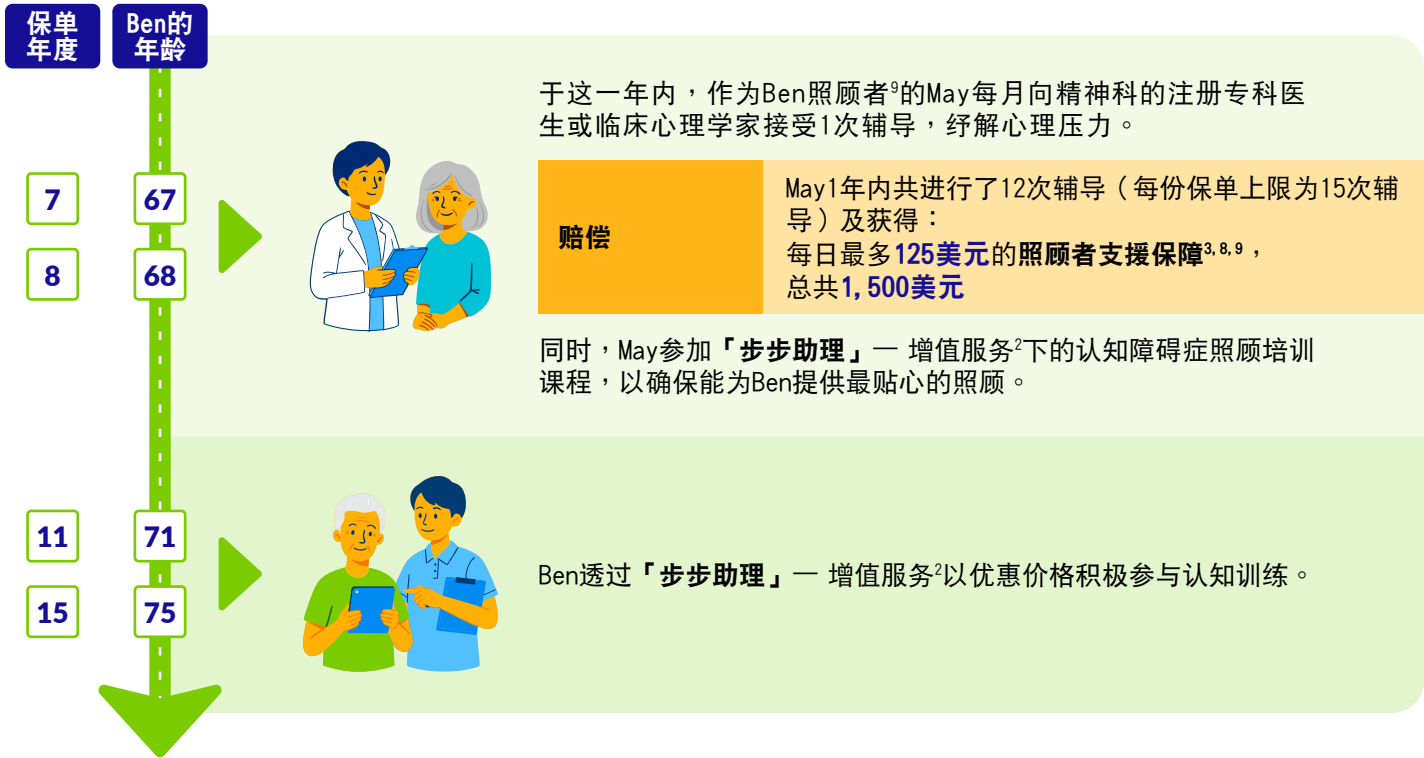 保单
年度
Ben的
年龄
于这一年内，作为Ben照顾者⁹的May每月向精神科的注册专科医
生或临床心理学家接受1次辅导，纾解心理压力。
7
67
8
68
赔偿
May1年内共进行了12次辅导（每份保单上限为15次辅
导）及获得：
每日最多125美元的照顾者支援保障³,⁸,⁹，
总共1,500美元
同时，May参加「步步助理」— 增值服务²下的认知障碍症照顾培训
课程，以确保能为Ben提供最贴心的照顾。
11
71
15
75
Ben透过「步步助理」— 增值服务²以优惠价格积极参与认知训练。